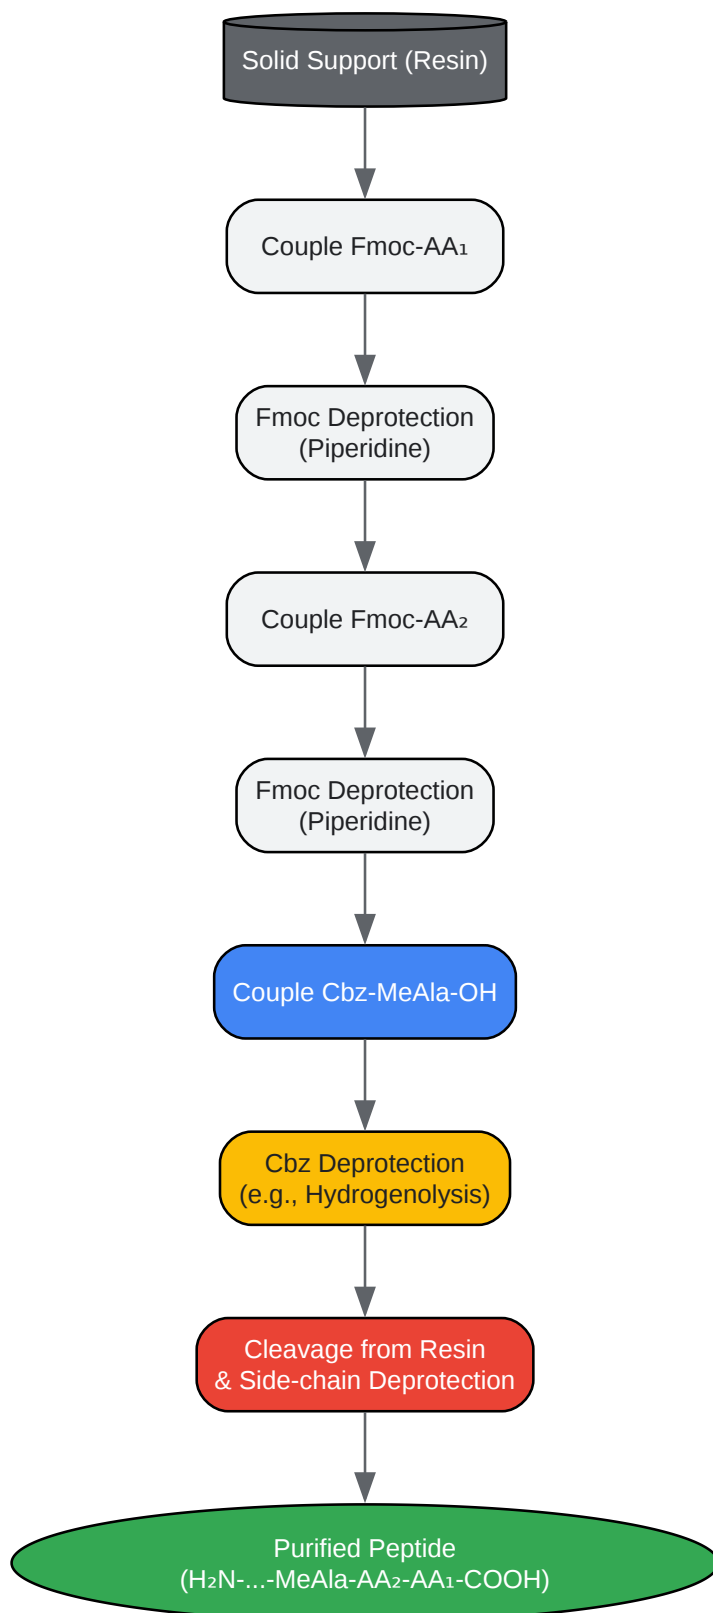 Solid Support (Resin)
Couple Fmoc-AA₁
Fmoc Deprotection
(Piperidine)
Couple Fmoc-AA₂
Fmoc Deprotection
(Piperidine)
Couple Cbz-MeAla-OH
Cbz Deprotection
(e.g., Hydrogenolysis)
Cleavage from Resin
& Side-chain Deprotection
Purified Peptide
(H₂N-...-MeAla-AA₂-AA₁-COOH)